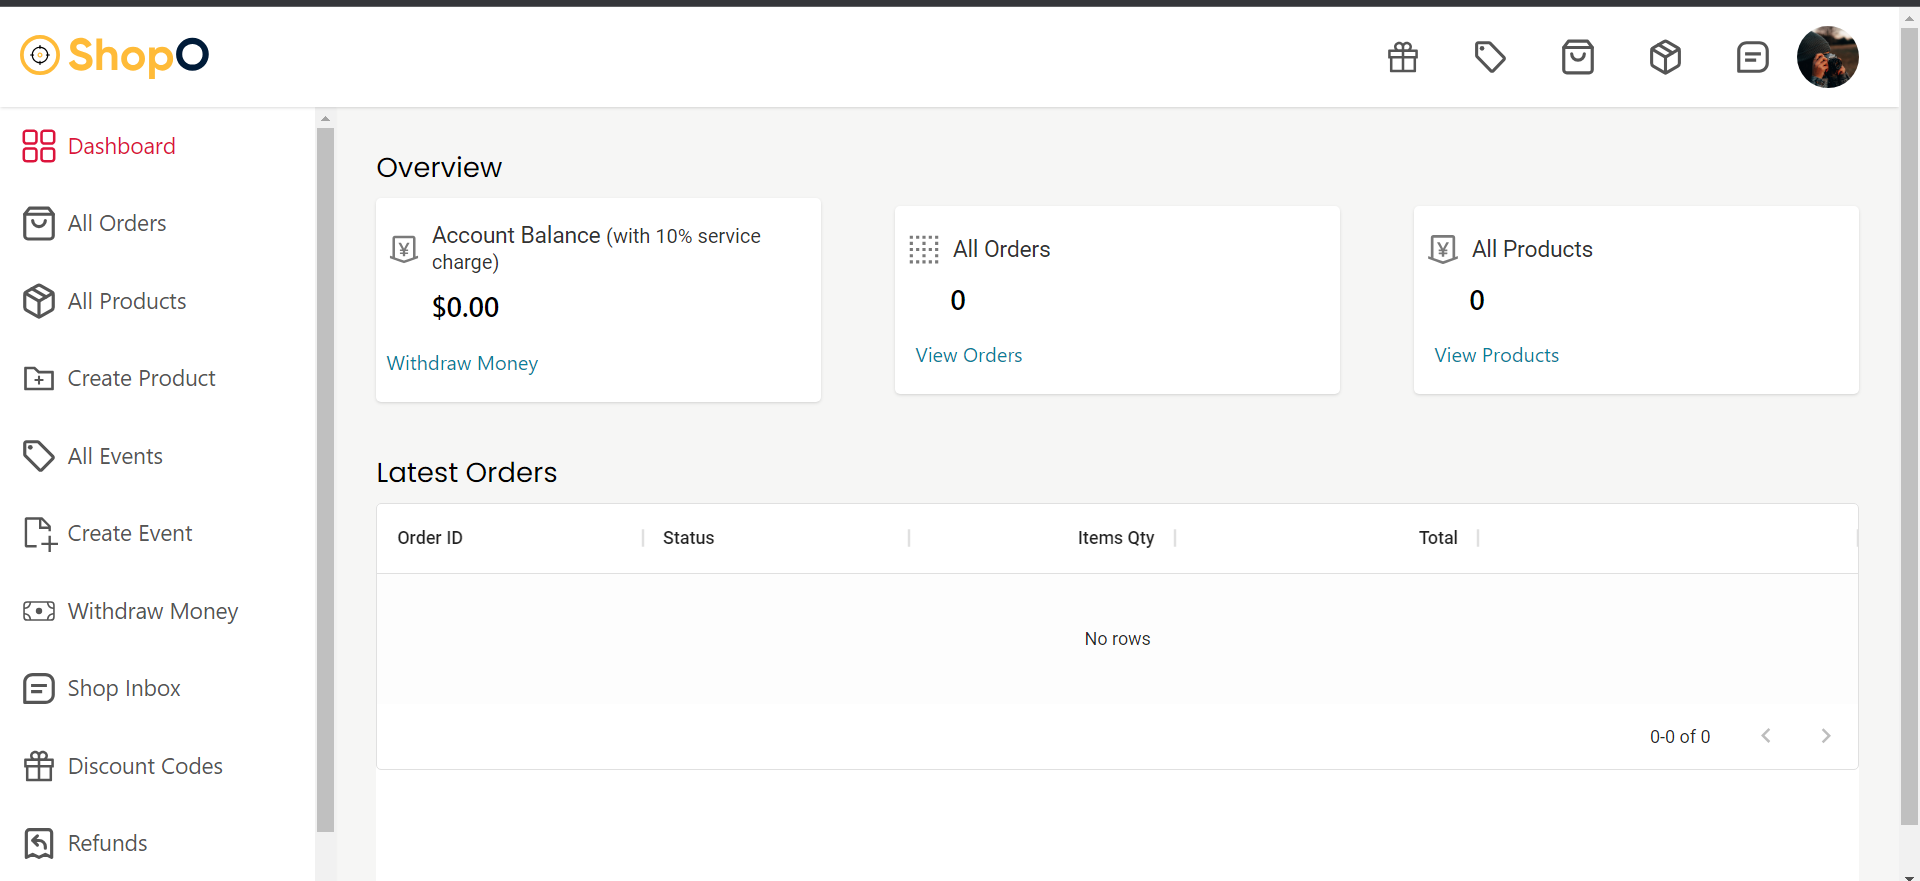 ShopO
Dashboard
All Orders
All Products
Create Product
All Events
Create Event
Withdraw Money
Shop Inbox
Discount Codes
Refunds
Overview
Account Balance (with 10% service
charge)
$0.00
Withdraw Money
All Orders
0
View Orders
All Products
0
View Products
Latest Orders
Order ID Status Items Qty Total
No rows
0-0 of 0